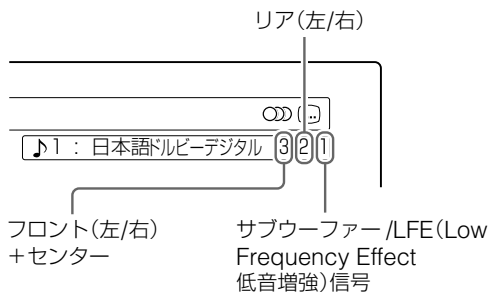 リア（左/右）
♪1 : 日本語ドルビーデジタル 3 2 1
フロント（左/右）
＋センター
サブウーファー/LFE（Low
Frequency Effect
低音増強）信号